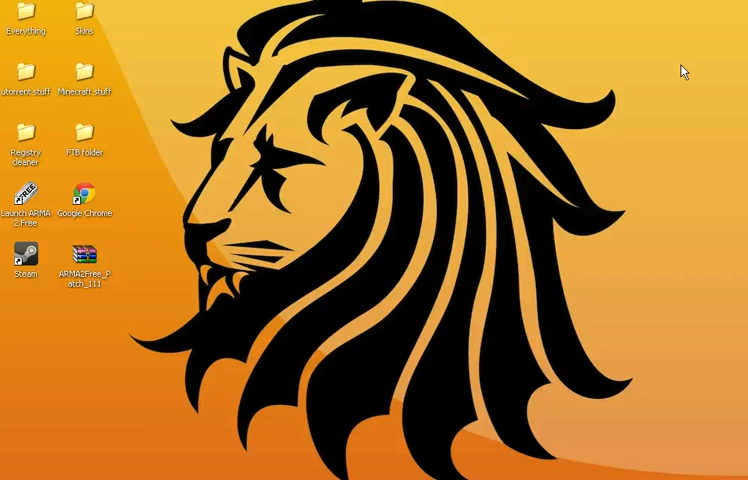 Everything
Skins
utorrent stuff
Minecraft stuff
Registry
cleaner
FTB folder
FREE
Launch ARMA
2 Free
Google Chrome
Steam
ARMA2Free_P
atch_111